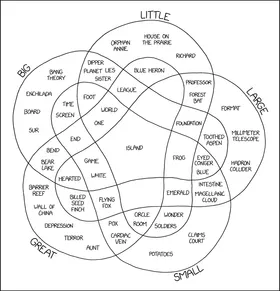 LITTLE
HOUSE ON
THE PRAIRIE
ORPHAN
ANNIE
RICHARD
BIG
DIPPER
PLANET
LIES
SISTER
BLUE HERON
BANG
THEORY
PROFESSOR
LARGE
ENCHILADA
FOOT
LEAGUE
FOREST
BAT
TIME
SCREEN
WORLD
FORMAT
BOARD
ONE
FOUNDATION
SUR
END
TOOTHED
ASPEN
MILLIMETER
TELESCOPE
BEND
ISLAND
BEAR
LAKE
GAME
FROG
EYED
CONGER
HADRON
COLLIDER
HEARTED
WHITE
BLUE
BARRIER
REEF
INTESTINE
EMERALD
MAGELLANIC
CLOUD
WALL OF
CHINA
BILLED
SEED
FINCH
FLYING
FOX
CIRCLE
ROOM
WONDER
SOLDIERS
DEPRESSION
POX
CARDIAC
VEIN
CLAIMS
COURT
TERROR
AUNT
POTATOES
GREAT
SMALL